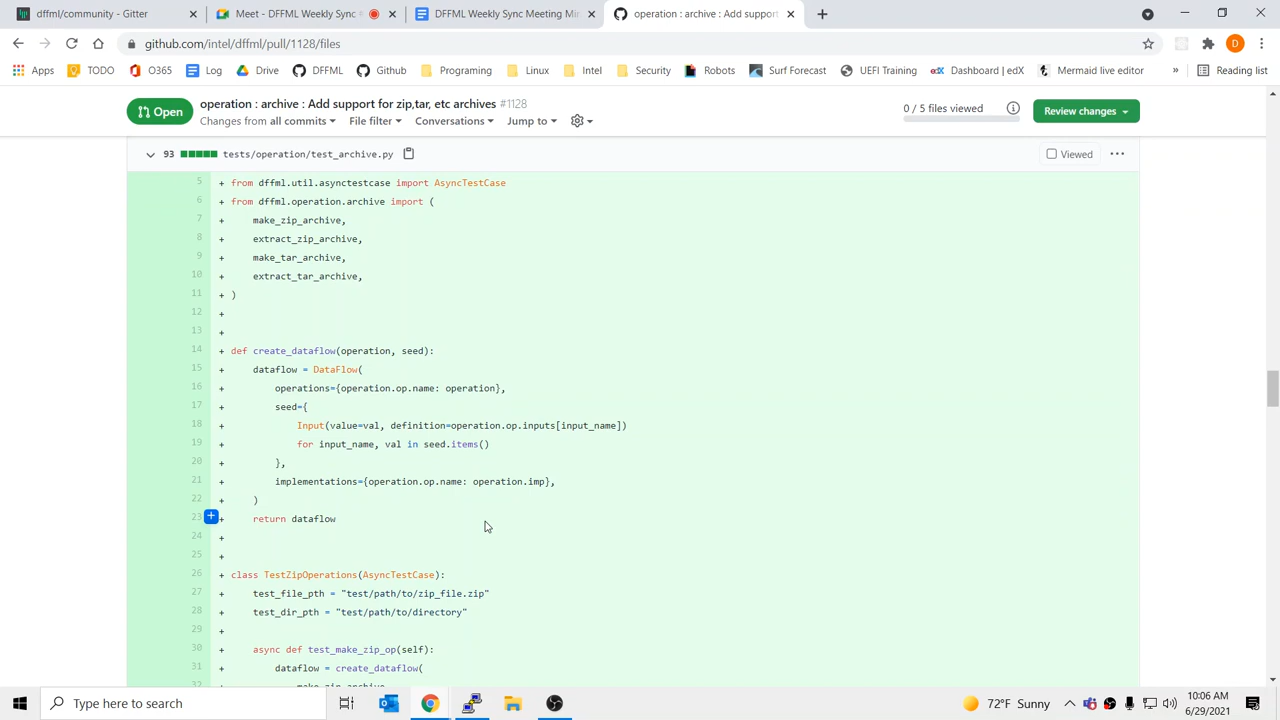 dffml/community - Gitter
Meet - DFFML Weekly Sync
DFFML Weekly Sync Meeting Min
operation : archive : Add support
github.com/intel/dffml/pull/1128/files
Apps
TODO
O365
Log
Drive
DFFML
Github
Programing
Linux
Intel
Security
Robots
Surf Forecast
UEFI Training
edX Dashboard | edX
Mermaid live editor
»
Reading list
D
Open
operation : archive : Add support for zip,tar, etc archives #1128
Changes from all commits
File filter
Conversations
Jump to
0 / 5 files viewed
Review changes
93 tests/operation/test_archive.py
Viewed
5 + from dffml.util.asynctestcase import AsyncTestCase
6 + from dffml.operation.archive import (
7 + make_zip_archive,
8 + extract_zip_archive,
9 + make_tar_archive,
10 + extract_tar_archive,
11 + )
12 +
13 +
14 + def create_dataflow(operation, seed):
15 + dataflow = DataFlow(
16 + operations={operation.op.name: operation},
17 + seed={
18 + Input(value=val, definition=operation.op.inputs[input_name])
19 + for input_name, val in seed.items()
20 + },
21 + implementations={operation.op.name: operation.imp},
22 + )
23 + return dataflow
24 +
25 +
26 + class TestZipOperations(AsyncTestCase):
27 + test_file_pth = "test/path/to/zip_file.zip"
28 + test_dir_pth = "test/path/to/directory"
29 +
30 + async def test_make_zip_op(self):
31 + dataflow = create_dataflow(
32 make_zip_archive
Type here to search
72°F Sunny
10:06 AM
6/29/2021